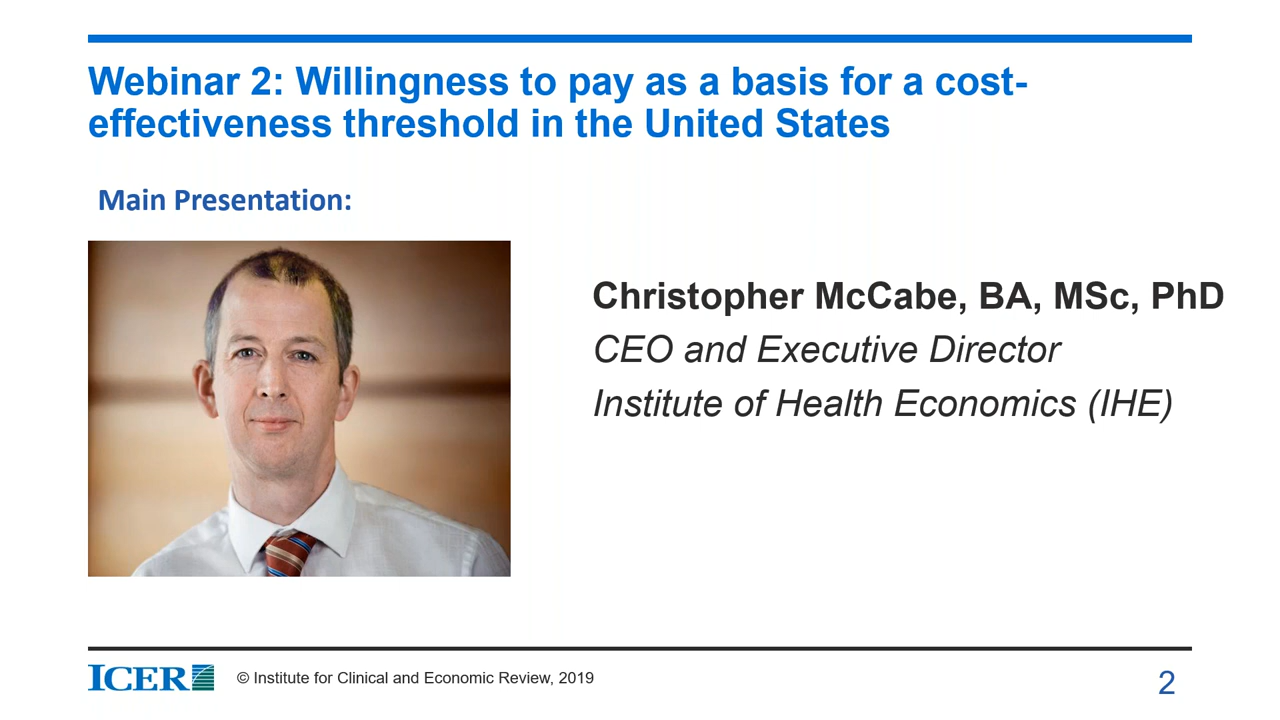 Webinar 2: Willingness to pay as a basis for a cost-
effectiveness threshold in the United States
Main Presentation:
Christopher McCabe, BA, MSc, PhD
CEO and Executive Director
Institute of Health Economics (IHE)
ICER
© Institute for Clinical and Economic Review, 2019
2